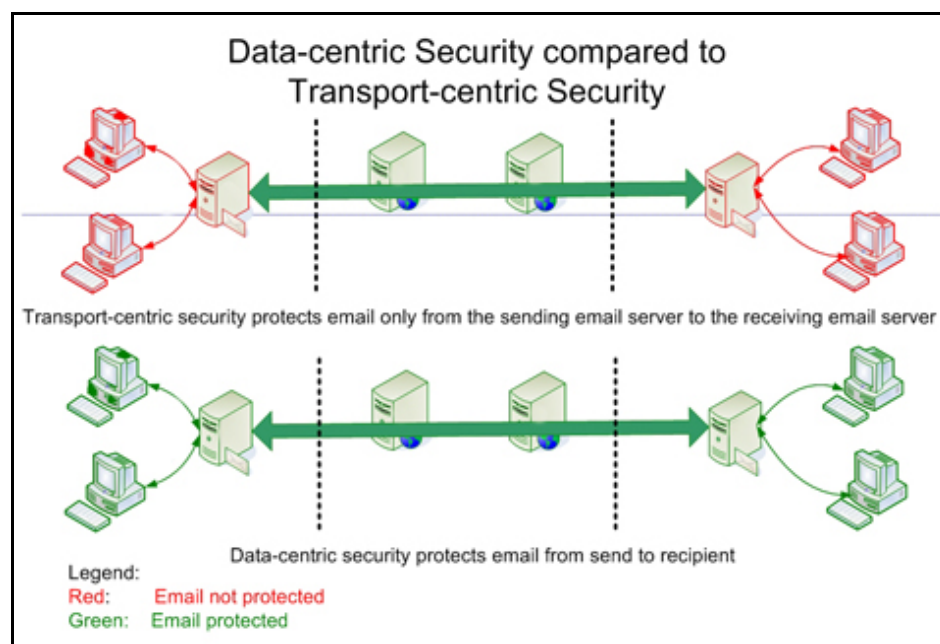 Data-centric Security compared to
Transport-centric Security
Transport-centric security protects email only from the sending email server to the receiving email server
Data-centric security protects email from send to recipient
Legend:
Red: Email not protected
Green: Email protected